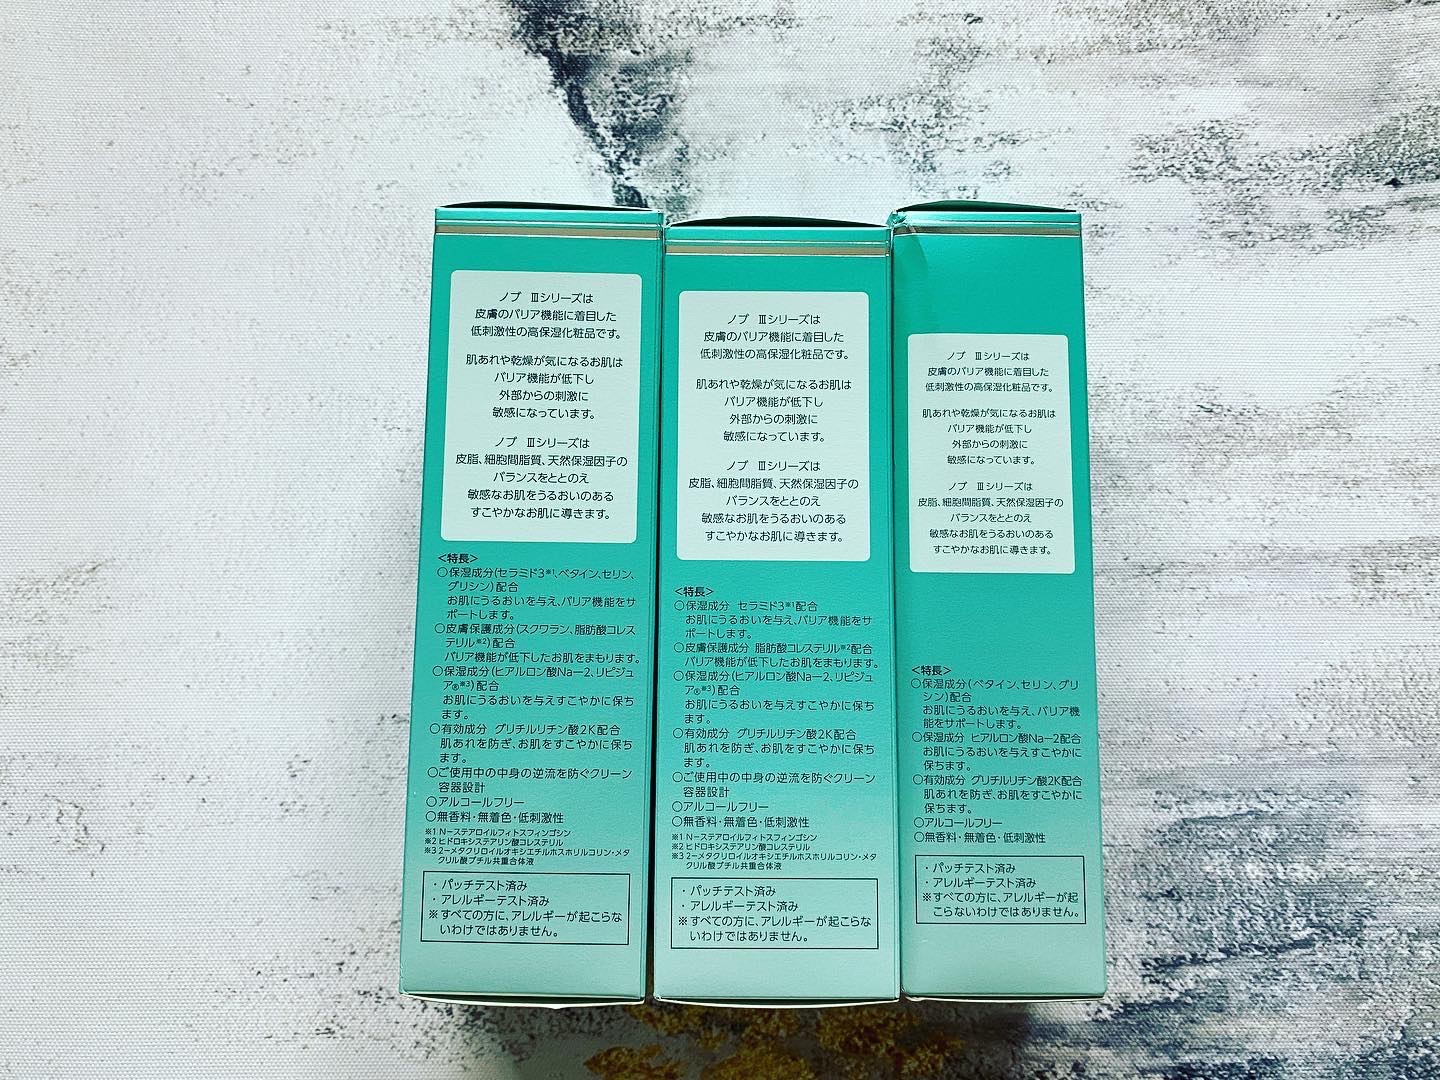 ノブ Ⅲシリーズは
皮膚のバリア機能に着目した
低刺激性の高保湿化粧品です。
肌あれや乾燥が気になるお肌は
バリア機能が低下し
外部からの刺激に
敏感になっています。
ノブ Ⅲシリーズは
皮脂、細胞間脂質、天然保湿因子の
バランスをととのえ
敏感なお肌をうるおいのある
すこやかなお肌に導きます。
<特長>
○保湿成分(セラミド3※1、ベタイン、セリン、
グリシン)配合
お肌にうるおいを与え、バリア機能をサ
ポートします。
○皮膚保護成分(スクワラン、脂肪酸コレス
テリル※2)配合
バリア機能が低下したお肌をまもります。
○保湿成分(ヒアルロン酸Na－2、リピジュ
ア®※3)配合
お肌にうるおいを与えすこやかに保ち
ます。
○有効成分 グリチルリチン酸2K配合
肌あれを防ぎ、お肌をすこやかに保ち
ます。
○ご使用中の中身の逆流を防ぐクリーン
容器設計
○アルコールフリー
○無香料・無着色・低刺激性
※1 N－ステアロイルフィトスフィンゴシン
※2 ヒドロキシステアリン酸コレステリル
※3 2－メタクリロイルオキシエチルホスホリルコリン・メタ
クリル酸ブチル共重合体液
・パッチテスト済み
・アレルギーテスト済み
※すべての方に、アレルギーが起こらな
いわけではありません。
ノブ Ⅲシリーズは
皮膚のバリア機能に着目した
低刺激性の高保湿化粧品です。
肌あれや乾燥が気になるお肌は
バリア機能が低下し
外部からの刺激に
敏感になっています。
ノブ Ⅲシリーズは
皮脂、細胞間脂質、天然保湿因子の
バランスをととのえ
敏感なお肌をうるおいのある
すこやかなお肌に導きます。
<特長>
○保湿成分 セラミド3※1配合
お肌にうるおいを与え、バリア機能をサ
ポートします。
○皮膚保護成分 脂肪酸コレステリル※2配合
バリア機能が低下したお肌をまもります。
○保湿成分(ヒアルロン酸Na－2、リピジュ
ア®※3)配合
お肌にうるおいを与えすこやかに保ち
ます。
○有効成分 グリチルリチン酸2K配合
肌あれを防ぎ、お肌をすこやかに保ち
ます。
○ご使用中の中身の逆流を防ぐクリーン
容器設計
○アルコールフリー
○無香料・無着色・低刺激性
※1 N－ステアロイルフィトスフィンゴシン
※2 ヒドロキシステアリン酸コレステリル
※3 2－メタクリロイルオキシエチルホスホリルコリン・メタ
クリル酸ブチル共重合体液
・パッチテスト済み
・アレルギーテスト済み
※すべての方に、アレルギーが起こらな
いわけではありません。
ノブ Ⅲシリーズは
皮膚のバリア機能に着目した
低刺激性の高保湿化粧品です。
肌あれや乾燥が気になるお肌は
バリア機能が低下し
外部からの刺激に
敏感になっています。
ノブ Ⅲシリーズは
皮脂、細胞間脂質、天然保湿因子の
バランスをととのえ
敏感なお肌をうるおいのある
すこやかなお肌に導きます。
<特長>
○保湿成分(ベタイン、セリン、グリ
シン)配合
お肌にうるおいを与え、バリア機
能をサポートします。
○保湿成分 ヒアルロン酸Na－2配合
お肌にうるおいを与えすこやかに
保ちます。
○有効成分 グリチルリチン酸2K配合
肌あれを防ぎ、お肌をすこやかに
保ちます。
○アルコールフリー
○無香料・無着色・低刺激性
・パッチテスト済み
・アレルギーテスト済み
※すべての方に、アレルギーが起
こらないわけではありません。